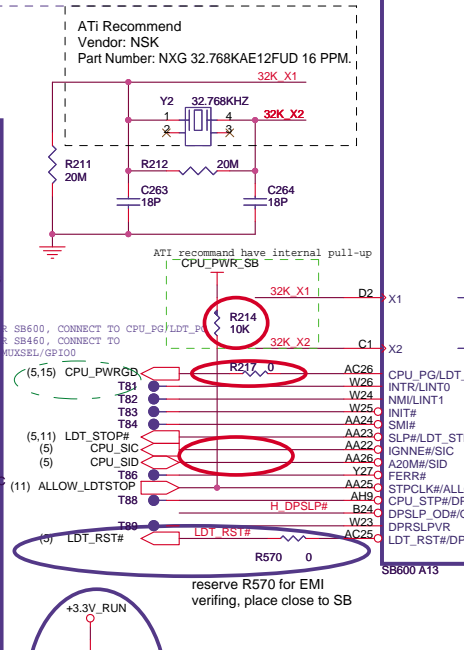 ATi Recommend
Vendor: NSK
Part Number: NXG 32.768KAE12FUD 16 PPM.
32K_X1
Y2 32.768KHZ
1 4 32K_X2
2 3
R211
20M
R212 20M
C263
18P
C264
18P
ATI recommand have internal pull-up
CPU_PWR_SB
32K_X1 D2 X1
R214
10K
R SB600, CONNECT TO CPU_PG/LDT_PG
R SB460, CONNECT TO
MUXSEL/GPIO0
32K_X2 C1 X2
(5,15) CPU_PWRGD R217 0 AC26 CPU_PG/LDT_
T81 W26 INTR/LINT0
T82 W24 NMI/LINT1
T83 W25 INIT#
T84 AA24 SMI#
(5,11) LDT_STOP# AA23 SLP#/LDT_ST
(5) CPU_SIC AA22 IGNNE#/SIC
(5) CPU_SID AA26 A20M#/SID
T86 Y27 FERR#
(11) ALLOW_LDTSTOP AA25 STPCLK#/ALL
T88 AH9 CPU_STP#/DP
H_DPSLP# B24 DPSLP_OD#/G
T89 W23 DPRSLPVR
(5) LDT_RST# LDT_RST# AC25 LDT_RST#/DP
R570 0
SB600 A13
reserve R570 for EMI
verifing, place close to SB
+3.3V_RUN